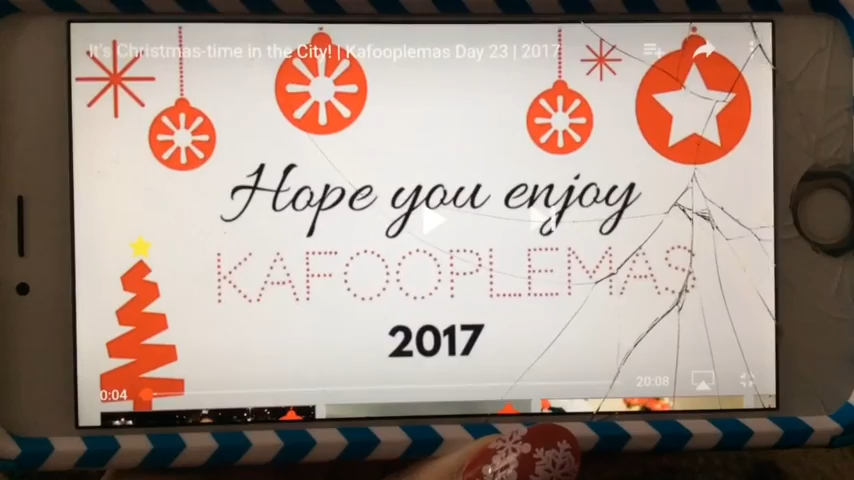 It's Christmas-time in the City! | Kafooplemas Day 23 | 2017
Hope you enjoy
KAFOOPLEMAS
2017
0:04
20:08